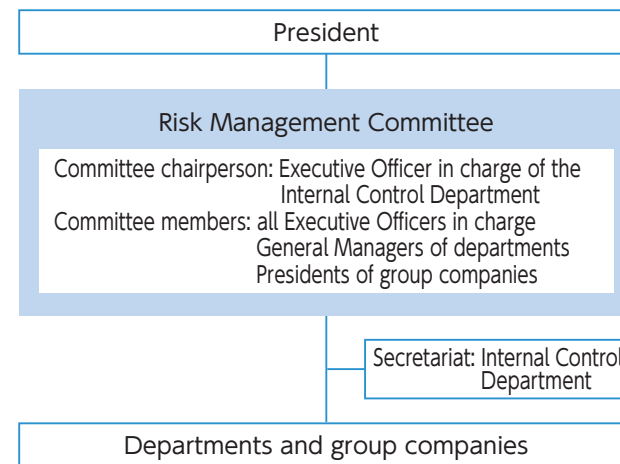 President
Risk Management Committee
Committee chairperson: Executive Officer in charge of the
Internal Control Department
Committee members: all Executive Officers in charge
General Managers of departments
Presidents of group companies
Secretariat: Internal Control
Department
Departments and group companies